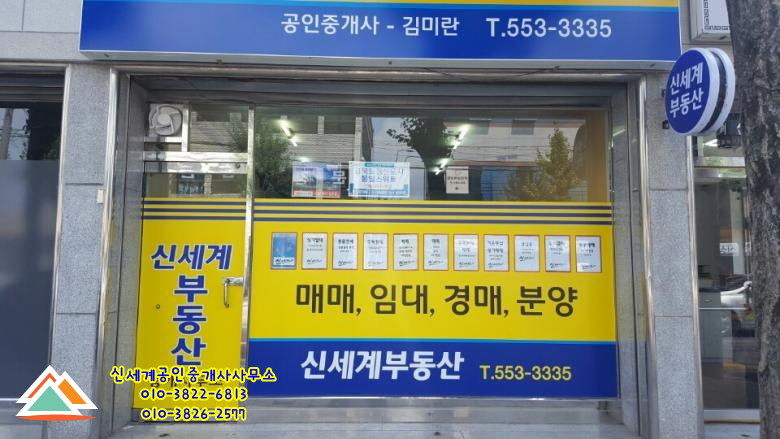 공인중개사 - 김미란 T.553-3335
신세계
부동산
매매, 임대, 경매, 분양
신세계부동산 T.553-3335
신세계
부동산
신세계공인중개사사무소
010-3822-6813
010-3826-2577